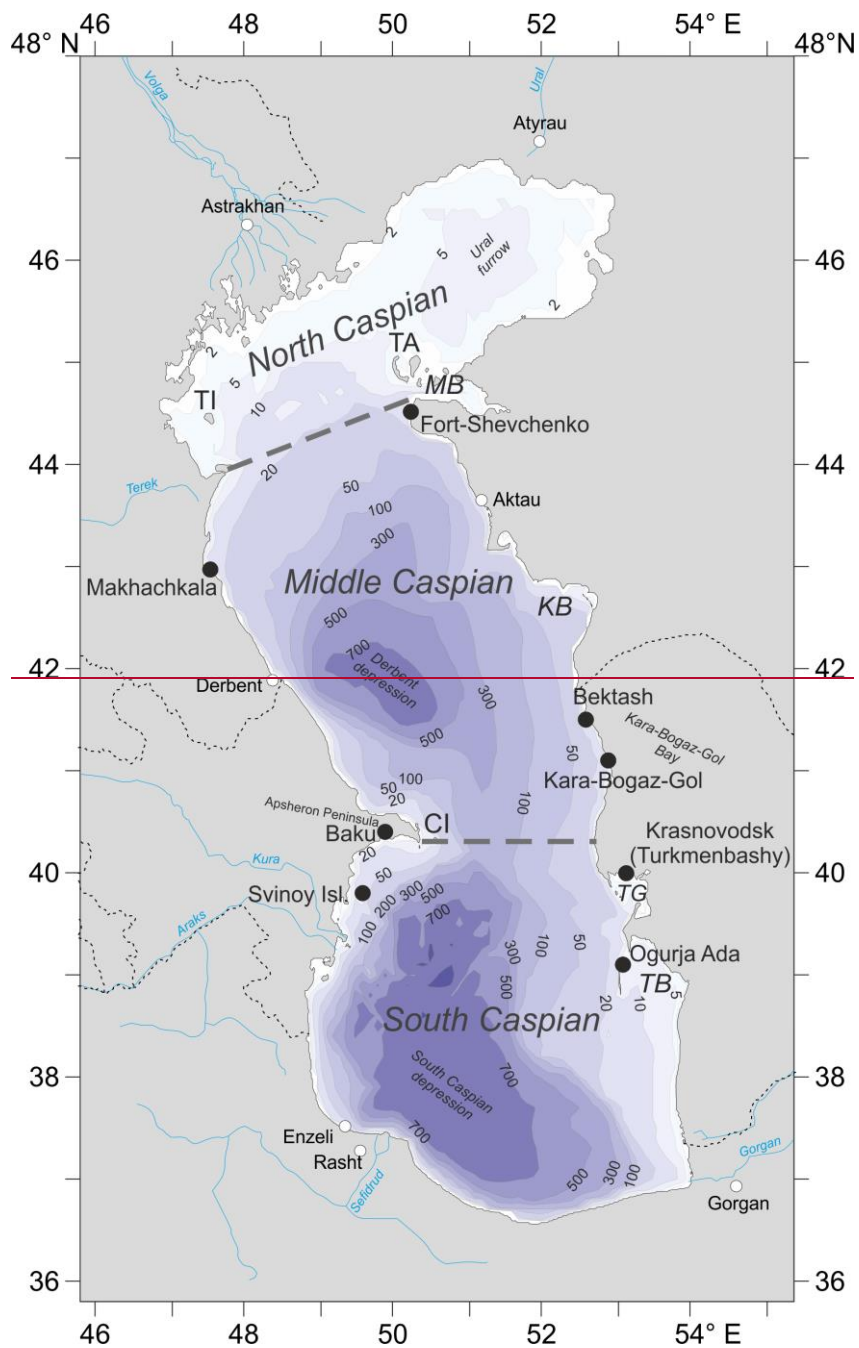 46 48 50 52 54° E
48° N 48°N
Volga
Ural
Atyrau
Astrakhan
2
46 5 Ural 46
furrow
2
North Caspian
TA
2
5
MB
TI 10
Fort-Shevchenko
44 20 44
50
Terek
Aktau
100
300
Makhachkala
Middle Caspian
KB
500
42 700 42
Derbent
depression
Derbent
300
Bektash
Kara-Bogaz-Gol
Bay
500
50
100
50
20
100
Kara-Bogaz-Gol
Apsheron Peninsula
CI
Baku
Krasnovodsk
(Turkmenbashy)
20
Kura
40 50 40
Svinoy Isl.
500
300
200
100
700
TG
Araks
100
50
300
Ogurja Ada
500
TB
5
20 10
South Caspian
38 38
South Caspian
depression
700
Enzeli
700
Rasht
Sefidrud
500
300
100
Gorgan
Gorgan
36 36
46 48 50 52 54° E